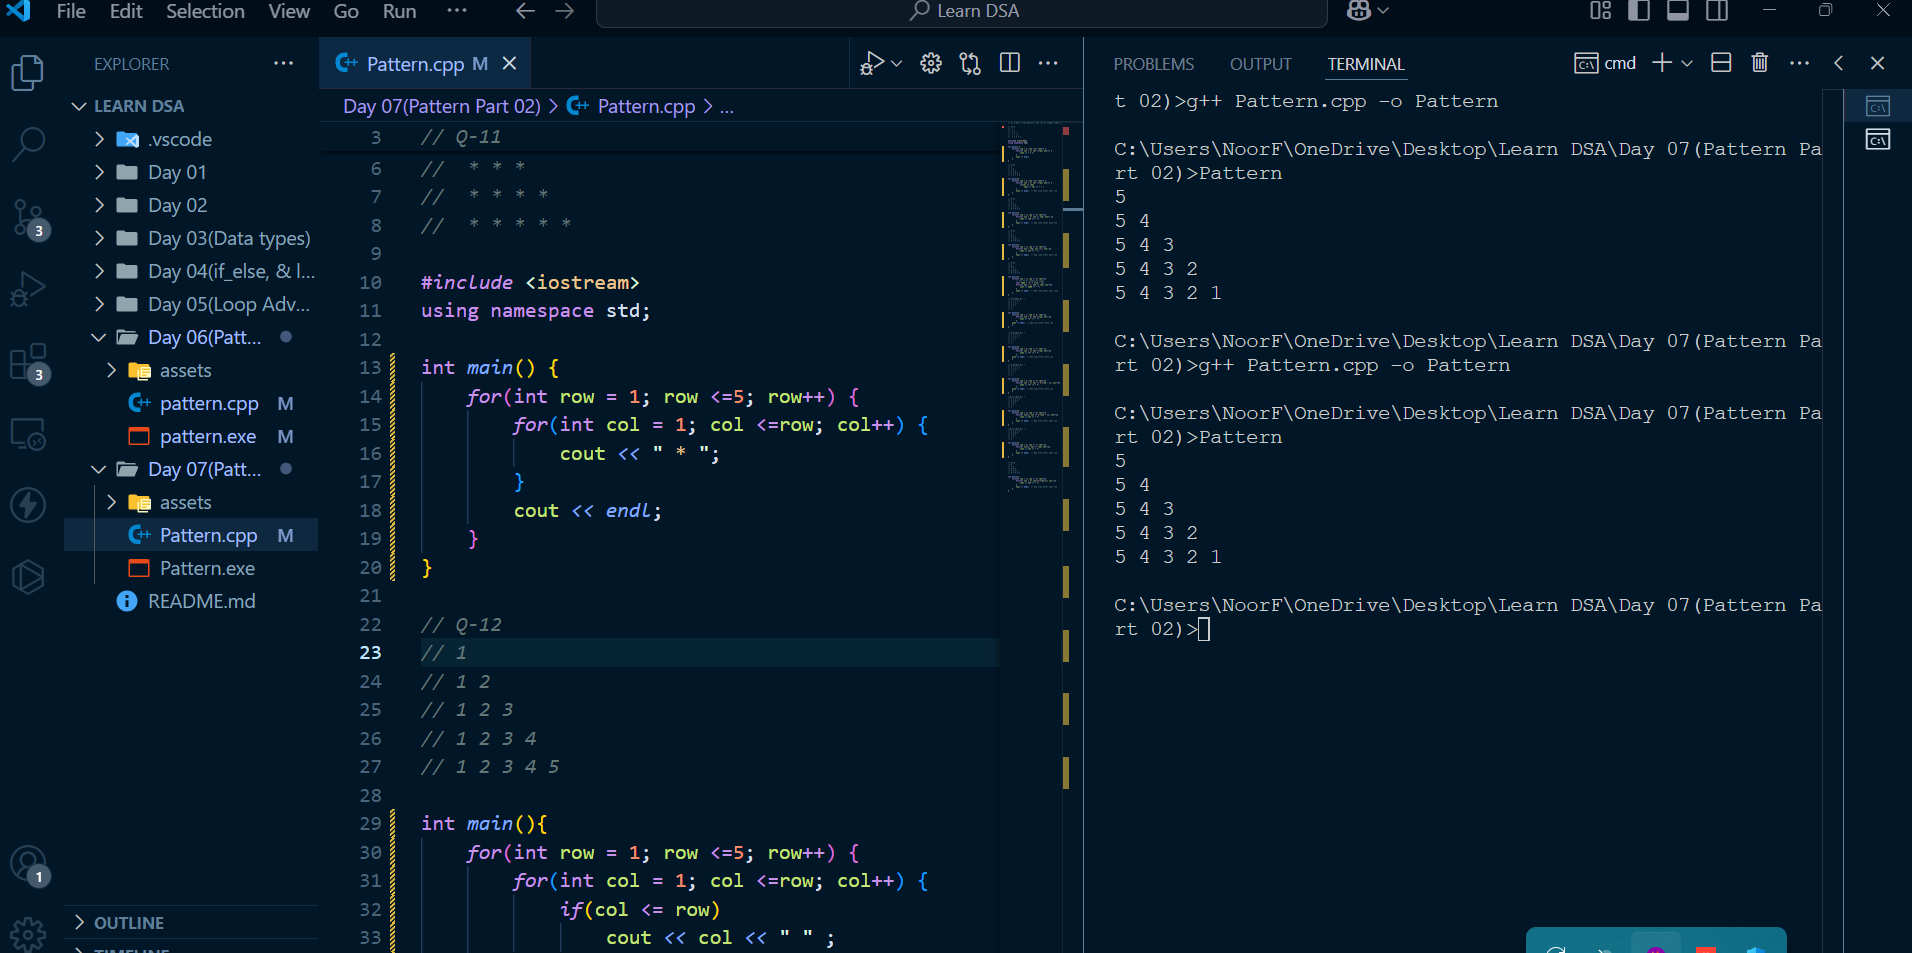 File Edit Selection View Go Run ··· Learn DSA
EXPLORER ···
LEARN DSA
.vscode
Day 01
Day 02
Day 03(Data types)
Day 04(if_else, & l...
Day 05(Loop Adv...
Day 06(Patt...
assets
pattern.cpp M
pattern.exe M
Day 07(Patt...
assets
Pattern.cpp M
Pattern.exe
README.md
OUTLINE
TIMELINE
3
3
1
Pattern.cpp M
Day 07(Pattern Part 02) > Pattern.cpp > ...
3 // Q-11
6 // * * *
7 // * * * *
8 // * * * * *
9
10 #include <iostream>
11 using namespace std;
12
13 int main() {
14 for(int row = 1; row <=5; row++) {
15 for(int col = 1; col <=row; col++) {
16 cout << " * ";
17 }
18 cout << endl;
19 }
20 }
21
22 // Q-12
23 // 1
24 // 1 2
25 // 1 2 3
26 // 1 2 3 4
27 // 1 2 3 4 5
28
29 int main(){
30 for(int row = 1; row <=5; row++) {
31 for(int col = 1; col <=row; col++) {
32 if(col <= row)
33 cout << col << " " ;
PROBLEMS OUTPUT TERMINAL cmd
t 02)>g++ Pattern.cpp -o Pattern
C:\Users\NoorF\OneDrive\Desktop\Learn DSA\Day 07(Pattern Pa
rt 02)>Pattern
5
5 4
5 4 3
5 4 3 2
5 4 3 2 1
C:\Users\NoorF\OneDrive\Desktop\Learn DSA\Day 07(Pattern Pa
rt 02)>g++ Pattern.cpp -o Pattern
C:\Users\NoorF\OneDrive\Desktop\Learn DSA\Day 07(Pattern Pa
rt 02)>Pattern
5
5 4
5 4 3
5 4 3 2
5 4 3 2 1
C:\Users\NoorF\OneDrive\Desktop\Learn DSA\Day 07(Pattern Pa
rt 02)>